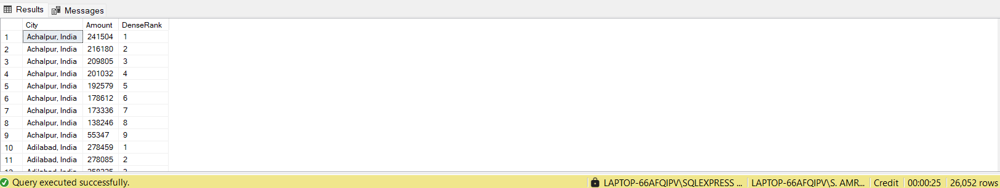 Results Messages
City Amount DenseRank
1 Achalpur, India 241504 1
2 Achalpur, India 216180 2
3 Achalpur, India 209805 3
4 Achalpur, India 201032 4
5 Achalpur, India 192579 5
6 Achalpur, India 178612 6
7 Achalpur, India 173336 7
8 Achalpur, India 138246 8
9 Achalpur, India 55347 9
10 Adilabad, India 278459 1
11 Adilabad, India 278085 2
Adilabad, India
Query executed successfully. LAPTOP-66AFQIPV\SQLEXPRESS ... LAPTOP-66AFQIPV\S. AMR... Credit 00:00:25 26,052 rows